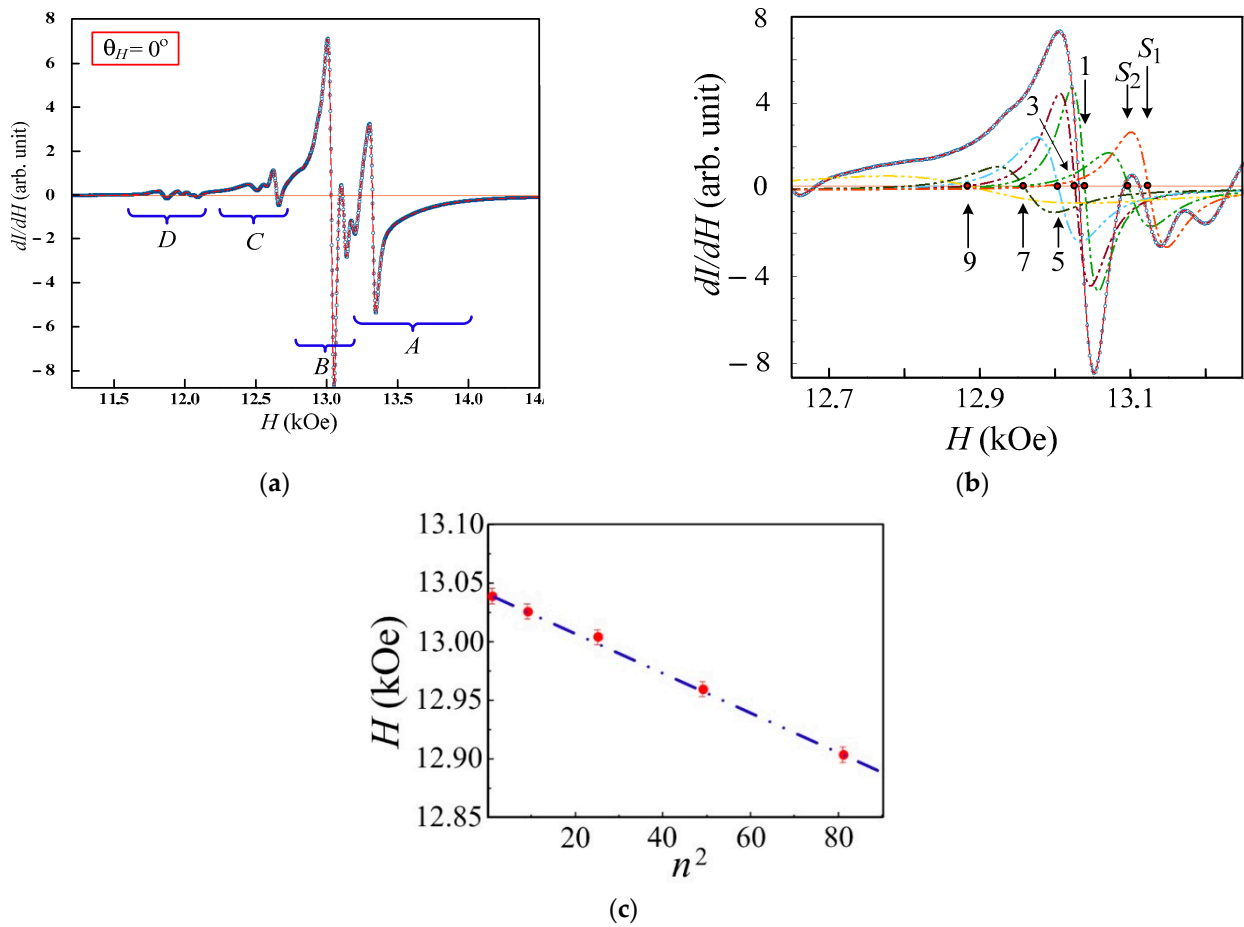 8
6
4
2
0
−2
−4
−6
−8
dI/dH (arb. unit)
θH = 0°
D
C
B
A
11.5 12.0 12.5 13.0 13.5 14.0 14.
H (kOe)
(a)
8
4
0
−4
−8
dI/dH (arb. unit)
1
S2
S1
3
9
7
5
12.7 12.9 13.1
H (kOe)
(b)
13.10
13.05
13.00
12.95
12.90
12.85
H (kOe)
20 40 60 80
n²
(c)